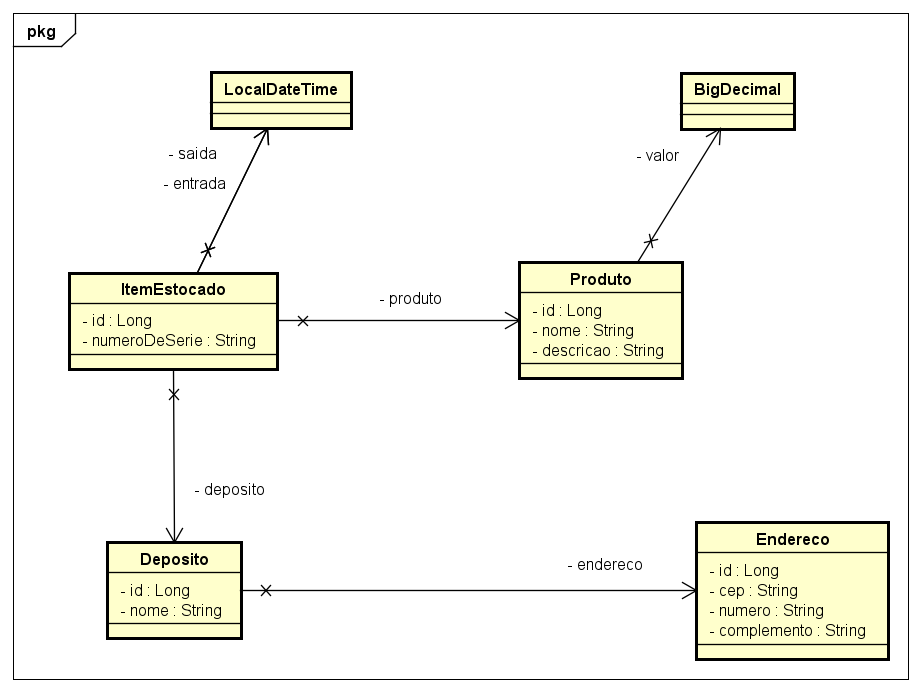 pkg
LocalDateTime
BigDecimal
- saida
- entrada
- valor
ItemEstocado
- id : Long
- numeroDeSerie : String
- produto
Produto
- id : Long
- nome : String
- descricao : String
- deposito
Deposito
- id : Long
- nome : String
- endereco
Endereco
- id : Long
- cep : String
- numero : String
- complemento : String